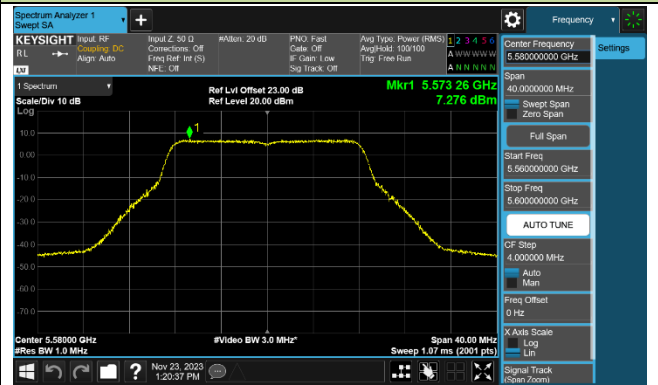 Spectrum Analyzer 1
Swept SA
Frequency
KEYSIGHT
RL
LXI
Input: RF
Coupling: DC
Align: Auto
Input Z: 50 Ω
Corrections: Off
Freq Ref: Int (S)
NFE: Off
#Atten: 20 dB
PNO: Fast
Gate: Off
IF Gain: Low
Sig Track: Off
Avg Type: Power (RMS)
Avg|Hold: 100/100
Trig: Free Run
1 2 3 4 5 6
A W W W W W
A N N N N N
1 Spectrum
Scale/Div 10 dB
Log
Ref Lvl Offset 23.00 dB
Ref Level 20.00 dBm
Mkr1 5.573 26 GHz
7.276 dBm
1
10.0
0.00
-10.0
-20.0
-30.0
-40.0
-50.0
-60.0
-70.0
Center 5.58000 GHz
#Res BW 1.0 MHz
#Video BW 3.0 MHz*
Span 40.00 MHz
Sweep 1.07 ms (2001 pts)
Nov 23, 2023
1:20:37 PM
Center Frequency
5.580000000 GHz
Settings
Span
40.0000000 MHz
Swept Span
Zero Span
Full Span
Start Freq
5.560000000 GHz
Stop Freq
5.600000000 GHz
AUTO TUNE
CF Step
4.000000 MHz
Auto
Man
Freq Offset
0 Hz
X Axis Scale
Log
Lin
Signal Track
(Span Zoom)